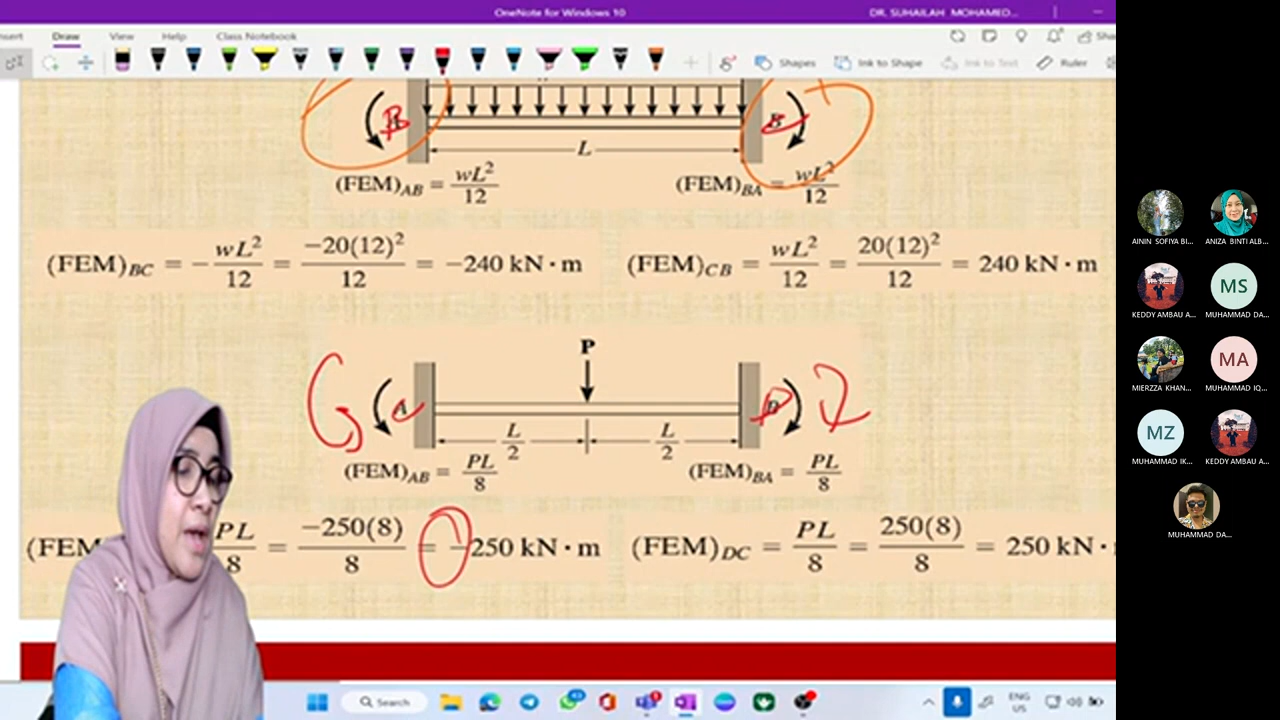 OneNote for Windows 10
DR. SUHAILAH MOHAMED...
nsert Draw View Help Class Notebook
Sha
Shapes Ink to Shape Ink to Text Ruler
B B
L
(FEM)AB = wL²/12 (FEM)BA = wL²/12
(FEM)BC = - wL²/12 = -20(12)²/12 = -240 kN · m
(FEM)CB = wL²/12 = 20(12)²/12 = 240 kN · m
P
A
L/2 L/2
(FEM)AB = PL/8 (FEM)BA = PL/8
(FEM PL/8 = -250(8)/8 = -250 kN · m
(FEM)DC = PL/8 = 250(8)/8 = 250 kN ·
AININ SOFIYA BI... ANIZA BINTI ALB...
MS
KEDDY AMBAU A... MUHAMMAD DA...
MA
MIERZZA KHAN... MUHAMMAD IQ...
MZ
MUHAMMAD IK... KEDDY AMBAU A...
MUHAMMAD DA...
Search
ENG
US